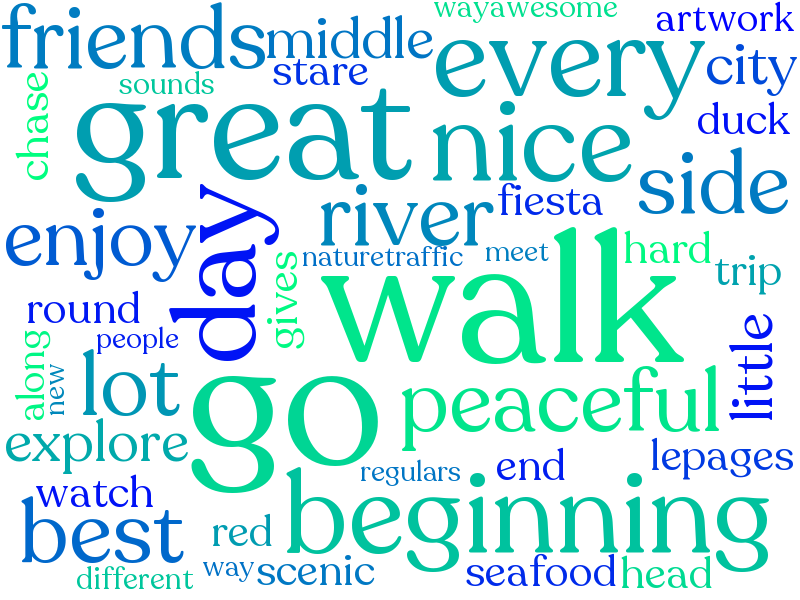 wayawesome
artwork
friends
middle
every
city
stare
sounds
chase
great
nice
duck
side
enjoy
day
river
fiesta
naturetraffic
meet
hard
gives
walk
trip
round
people
along
new
lot
little
go
peaceful
explore
regulars
end
lepages
watch
best
beginning
red
different
way
scenic
seafood
head